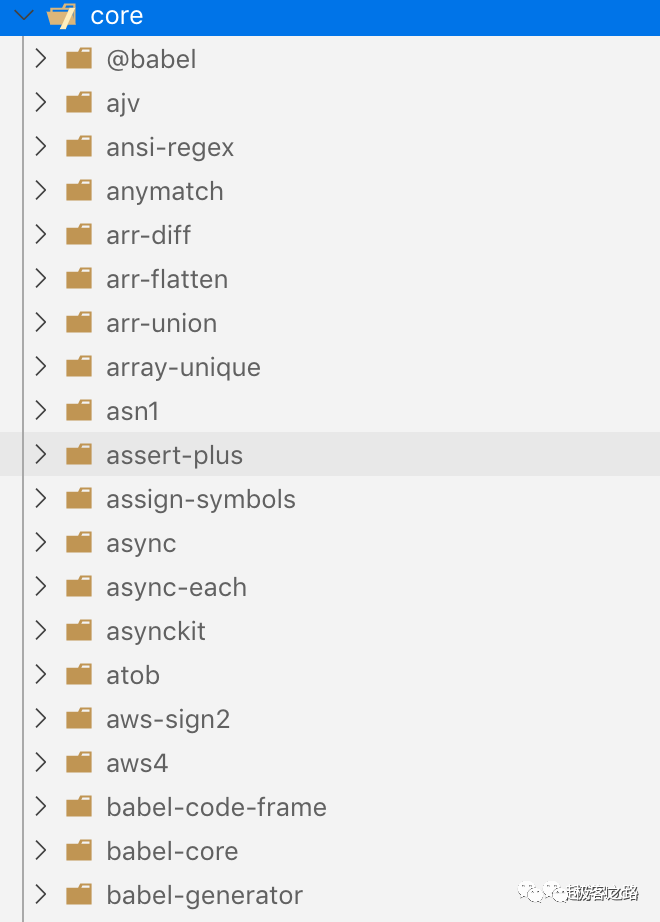 core
@babel
ajv
ansi-regex
anymatch
arr-diff
arr-flatten
arr-union
array-unique
asn1
assert-plus
assign-symbols
async
async-each
asynckit
atob
aws-sign2
aws4
babel-code-frame
babel-core
babel-generator